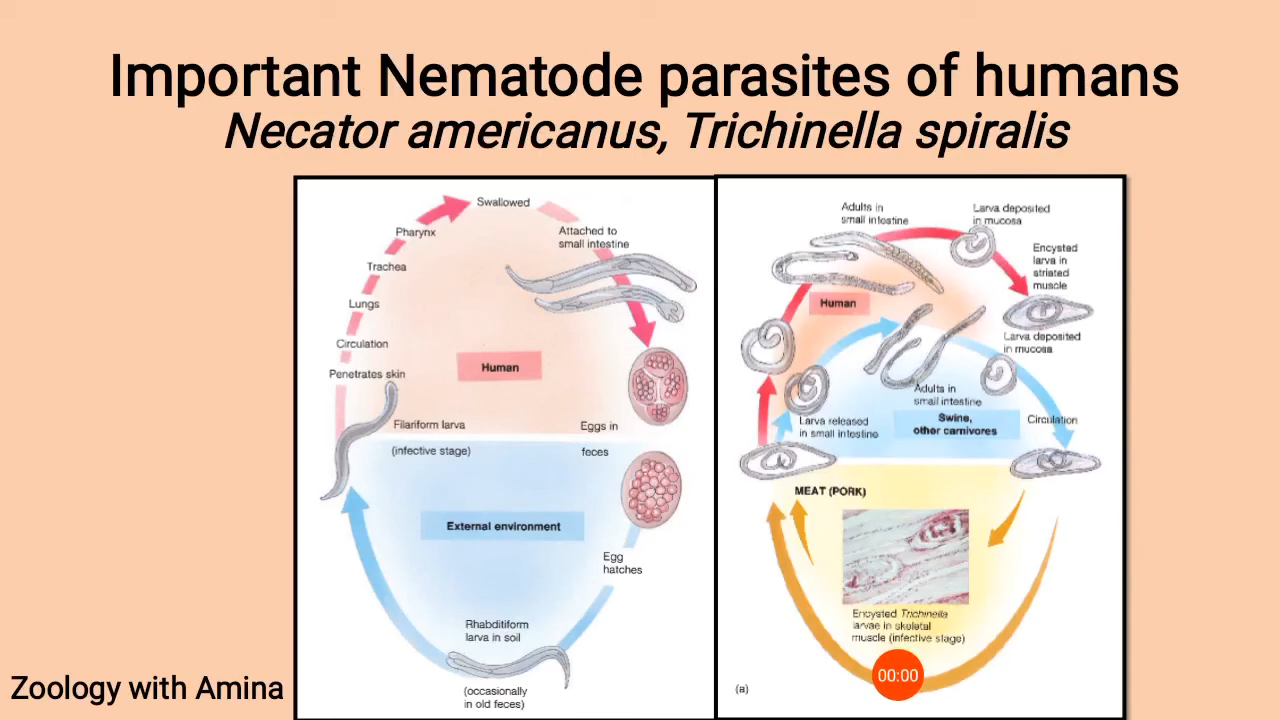 Important Nematode parasites of humans
Necator americanus, Trichinella spiralis
Swallowed
Pharynx
Attached to
small intestine
Trachea
Lungs
Circulation
Human
Penetrates skin
Filariform larva
(infective stage)
Eggs in
feces
External environment
Egg
hatches
Rhabditiform
larva in soil
(occasionally
in old feces)
Adults in
small intestine
Larva deposited
in mucosa
Encysted
larva in
striated
muscle
Human
Larva deposited
in mucosa
Adults in
small intestine
Larva released
in small intestine
Swine,
other carnivores
Circulation
MEAT (PORK)
Encysted Trichinella
larvae in skeletal
muscle (infective stage)
00:00
(a)
Zoology with Amina